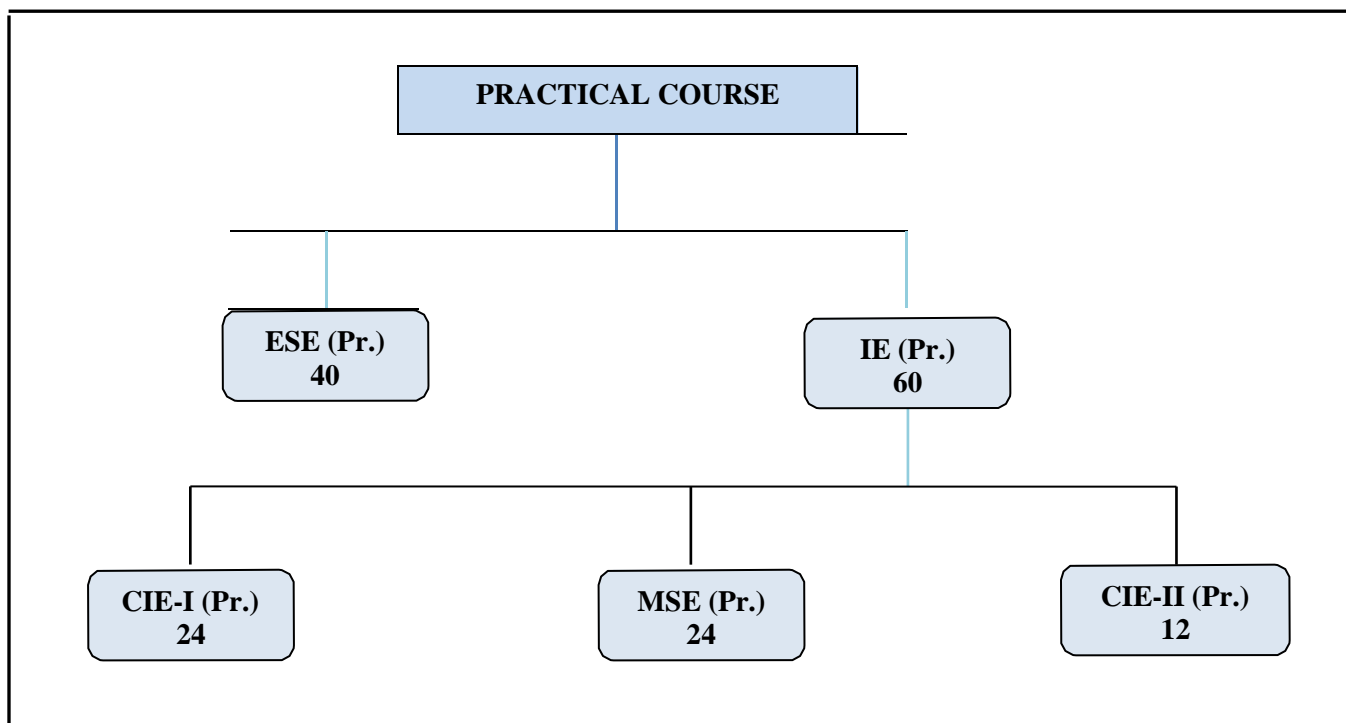 PRACTICAL COURSE
ESE (Pr.)
40
IE (Pr.)
60
CIE-I (Pr.)
24
MSE (Pr.)
24
CIE-II (Pr.)
12